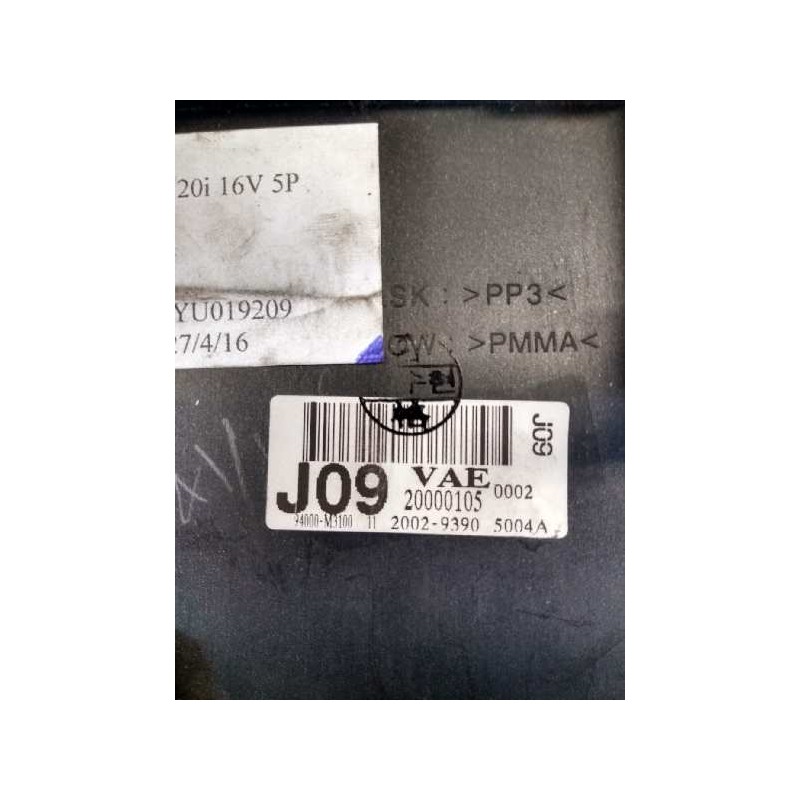 20i 16V 5P
YU019209
27/4/16
SK : >PP3<
OW : >PMMA<
J09
VAE
20000105 0002
J09
94000-M3100 11 2002-9390 5004A